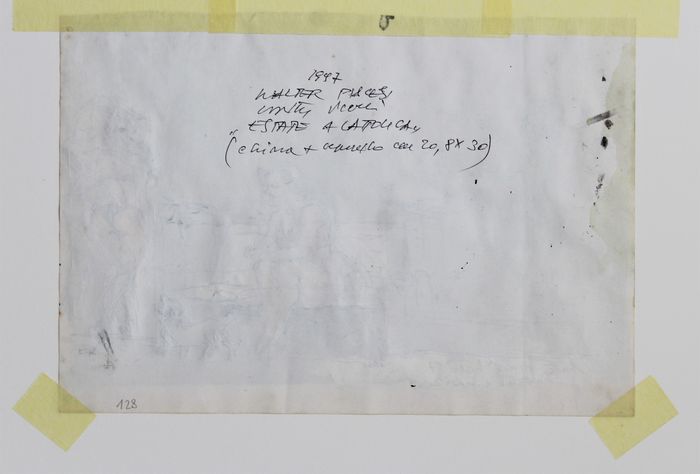 1997
WALTER PIACESI
"ESTATE A CATTOLICA"
(china + acquerello cm 20,8 x 30)
128